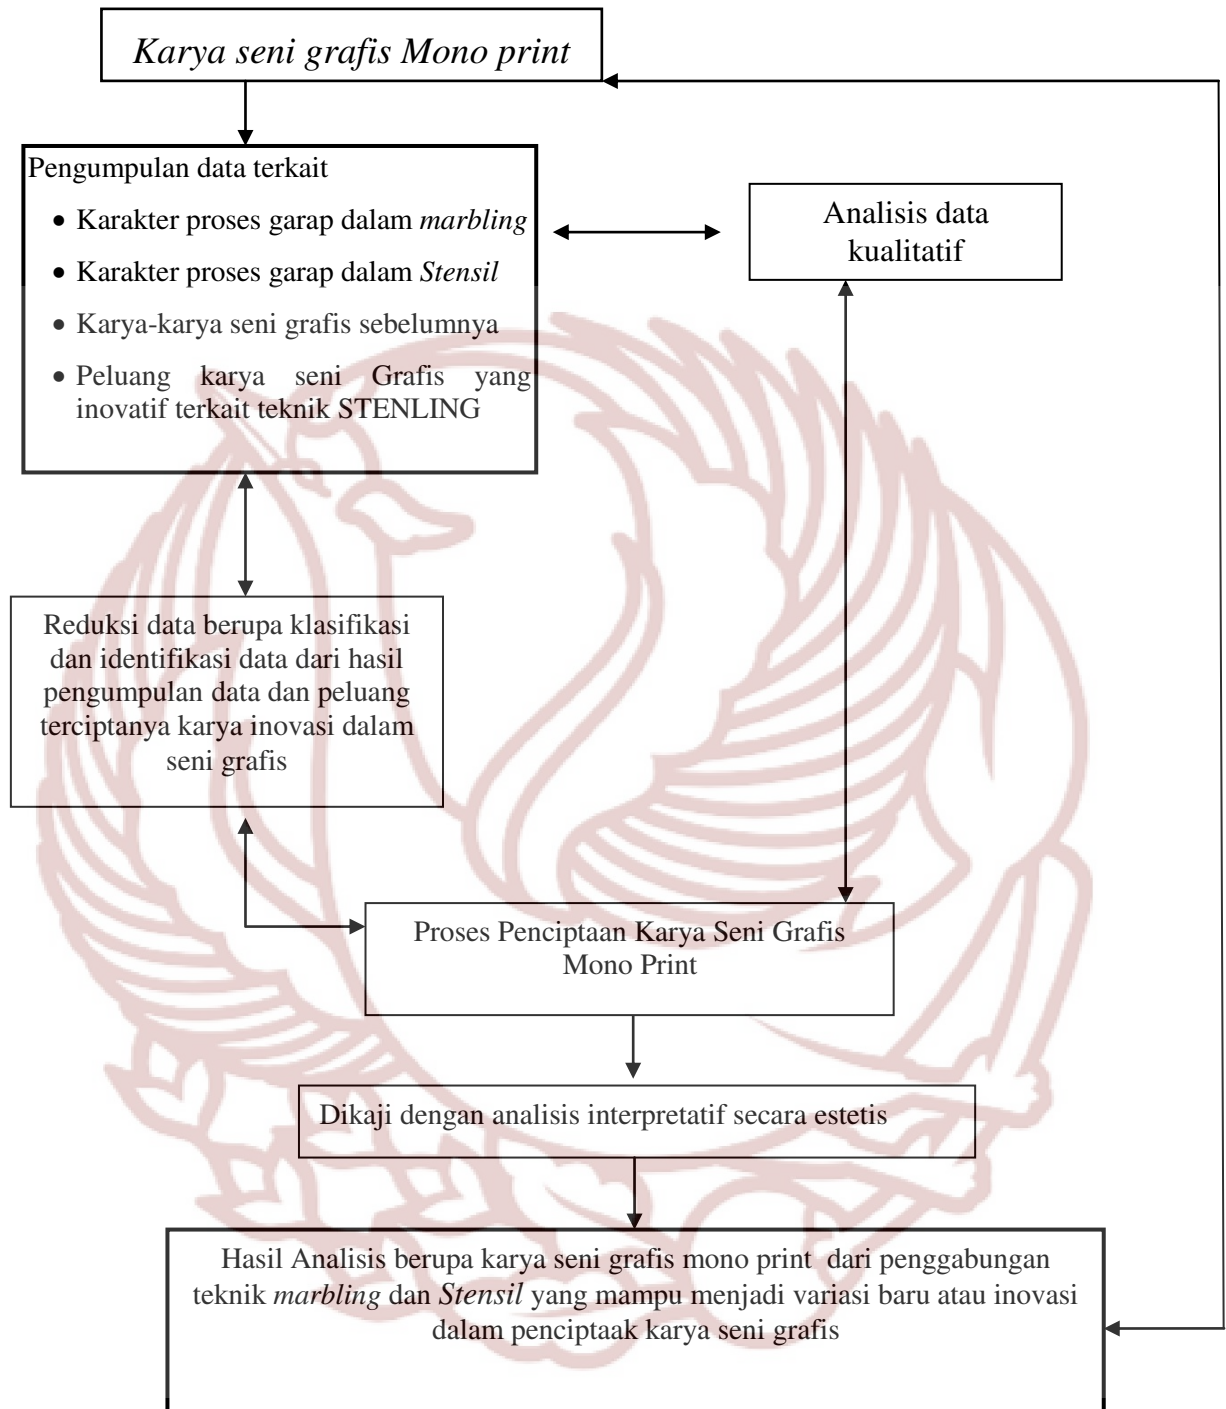 Karya seni grafis Mono print
Pengumpulan data terkait
• Karakter proses garap dalam marbling
• Karakter proses garap dalam Stensil
• Karya-karya seni grafis sebelumnya
• Peluang karya seni Grafis yang
inovatif terkait teknik STENLING
Analisis data
kualitatif
Reduksi data berupa klasifikasi
dan identifikasi data dari hasil
pengumpulan data dan peluang
terciptanya karya inovasi dalam
seni grafis
Proses Penciptaan Karya Seni Grafis
Mono Print
Dikaji dengan analisis interpretatif secara estetis
Hasil Analisis berupa karya seni grafis mono print dari penggabungan
teknik marbling dan Stensil yang mampu menjadi variasi baru atau inovasi
dalam penciptaak karya seni grafis